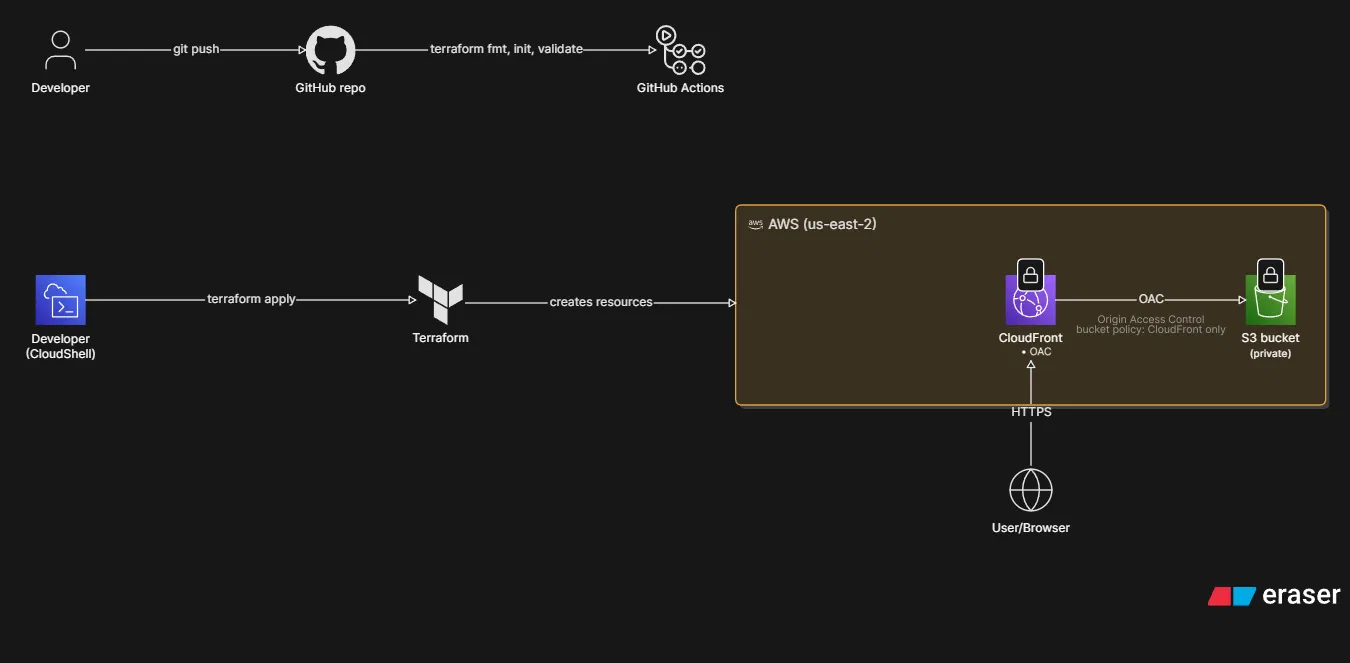 git push
terraform fmt, init, validate
Developer
GitHub repo
GitHub Actions
aws AWS (us-east-2)
terraform apply
creates resources
OAC
Origin Access Control
bucket policy: CloudFront only
Developer
(CloudShell)
Terraform
CloudFront
• OAC
S3 bucket
(private)
HTTPS
User/Browser
eraser